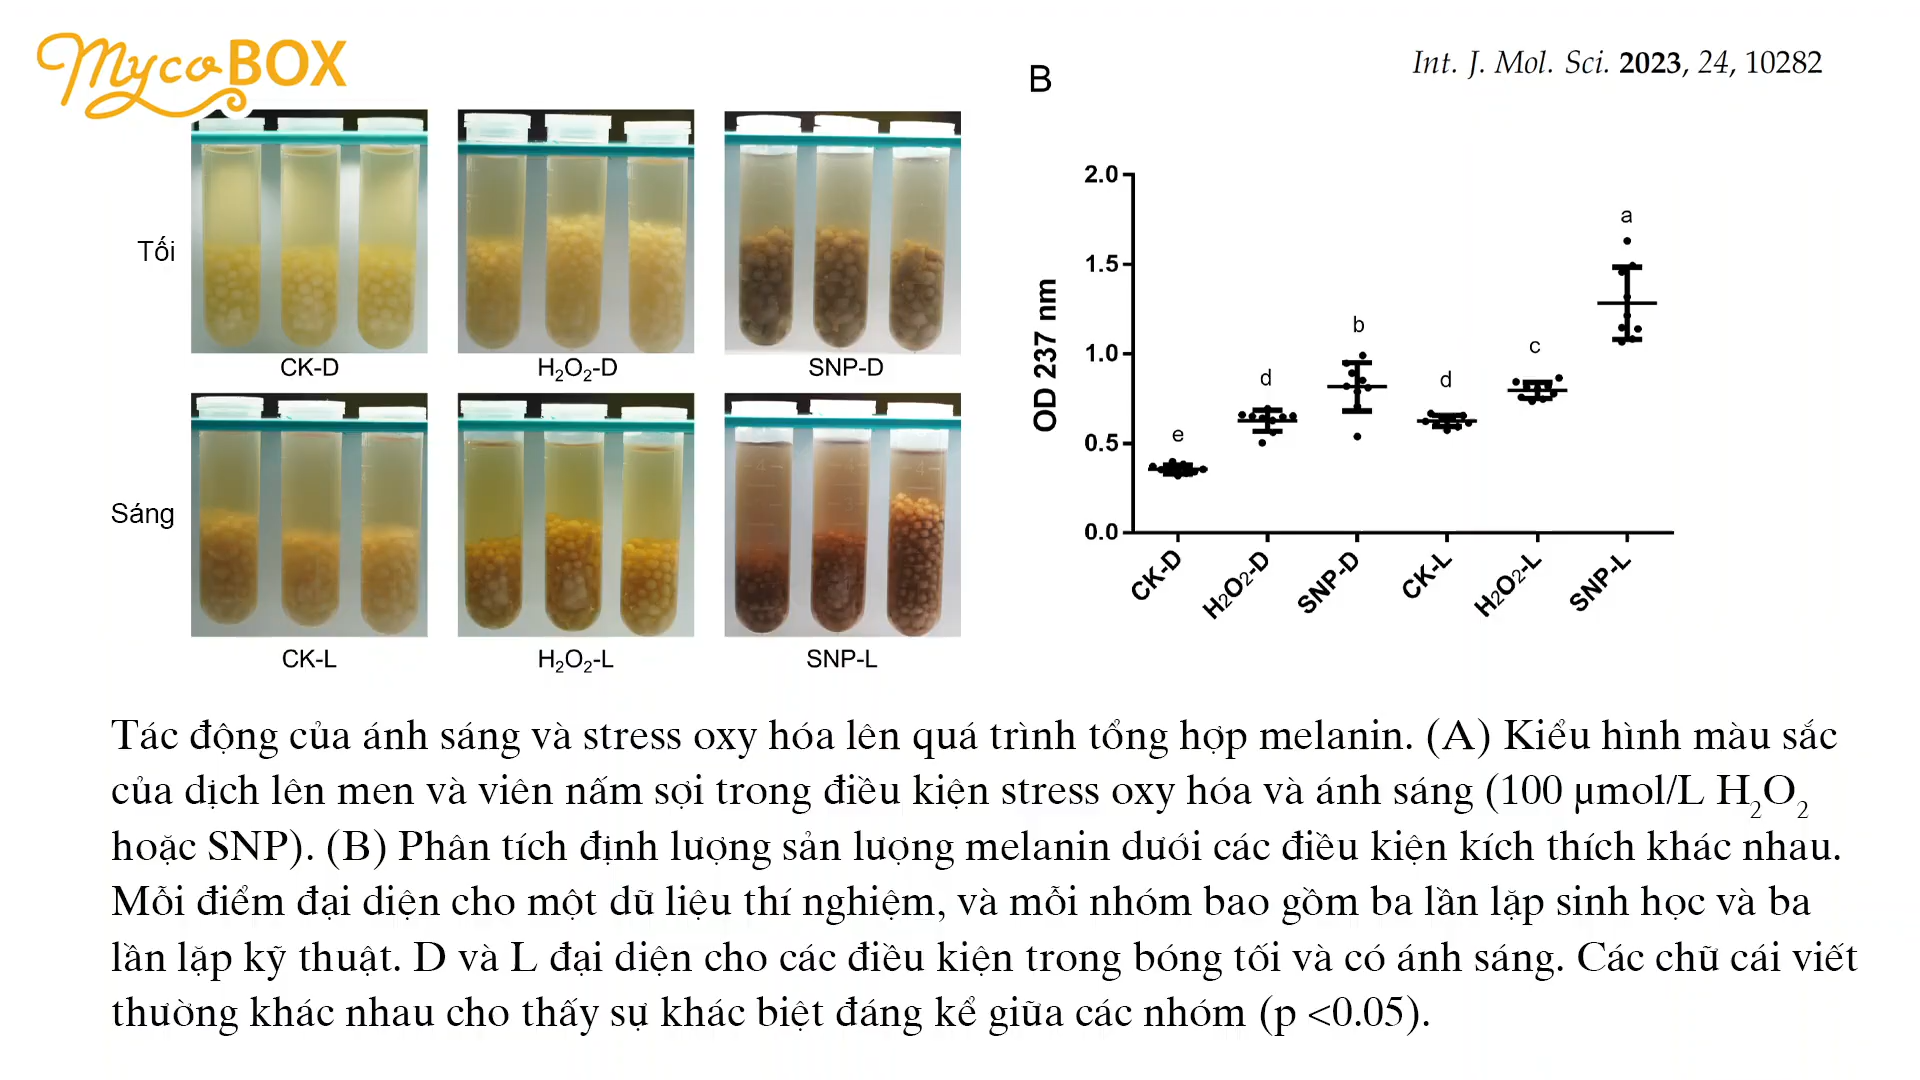 MycoBOX
Int. J. Mol. Sci. 2023, 24, 10282
Tối
CK-D
H₂O₂-D
SNP-D
Sáng
CK-L
H₂O₂-L
SNP-L
B
OD 237 nm
2.0
1.5
1.0
0.5
0.0
e
d
b
d
c
a
CK-D
H₂O₂-D
SNP-D
CK-L
H₂O₂-L
SNP-L
Tác động của ánh sáng và stress oxy hóa lên quá trình tổng hợp melanin. (A) Kiểu hình màu sắc
của dịch lên men và viên nấm sợi trong điều kiện stress oxy hóa và ánh sáng (100 µmol/L H₂O₂
hoặc SNP). (B) Phân tích định lượng sản lượng melanin dưới các điều kiện kích thích khác nhau.
Mỗi điểm đại diện cho một dữ liệu thí nghiệm, và mỗi nhóm bao gồm ba lần lặp sinh học và ba
lần lặp kỹ thuật. D và L đại diện cho các điều kiện trong bóng tối và có ánh sáng. Các chữ cái viết
thường khác nhau cho thấy sự khác biệt đáng kể giữa các nhóm (p <0.05).